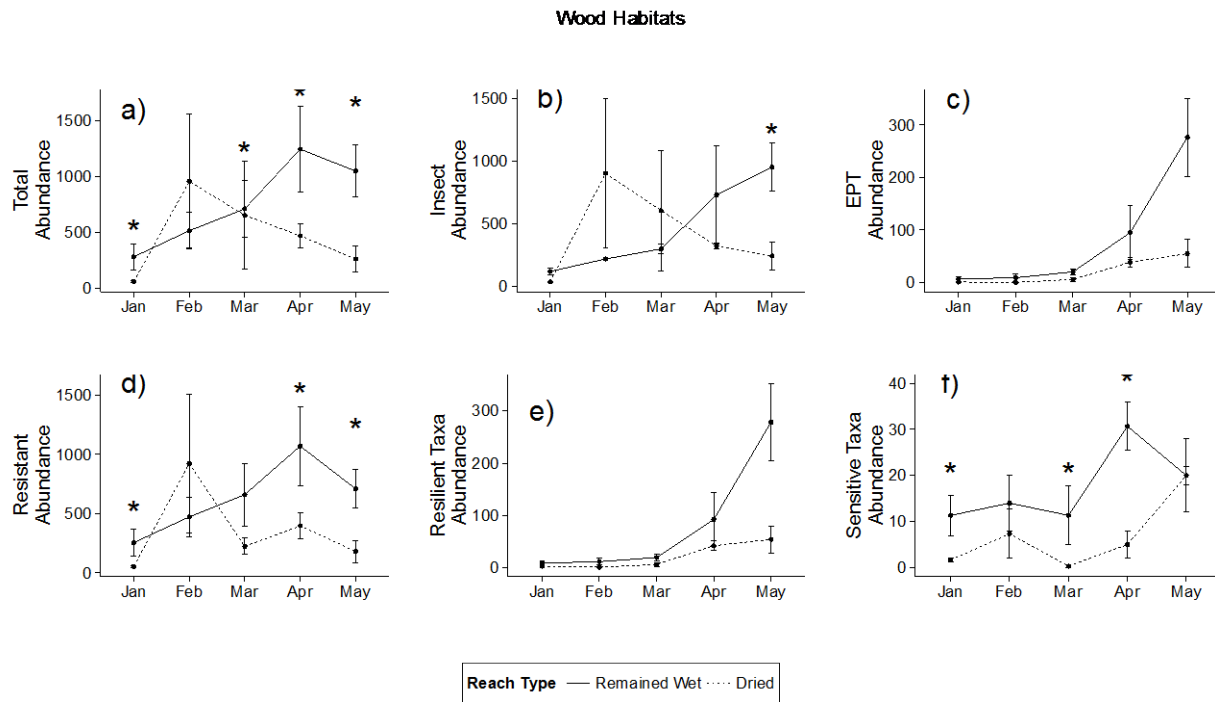 Wood Habitats
a)
Total
Abundance
1500
1000
500
0
* * * *
Jan Feb Mar Apr May
b)
Insect
Abundance
1500
1000
500
0
*
Jan Feb Mar Apr May
c)
EPT
Abundance
300
200
100
0
Jan Feb Mar Apr May
d)
Resistant
Abundance
1500
1000
500
0
* * *
Jan Feb Mar Apr May
e)
Resilient Taxa
Abundance
300
200
100
0
Jan Feb Mar Apr May
f)
Sensitive Taxa
Abundance
40
30
20
10
0
* * *
Jan Feb Mar Apr May
Reach Type Remained Wet Dried